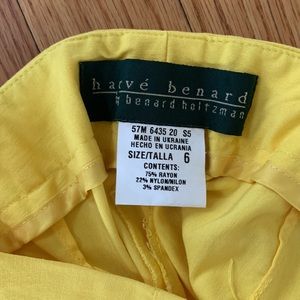 harvé benard
by benard holtzman
57M 6435 20 S5
MADE IN UKRAINE
HECHO EN UCRANIA
SIZE/TALLA 6
CONTENTS:
75% RAYON
22% NYLON/NILON
3% SPANDEX